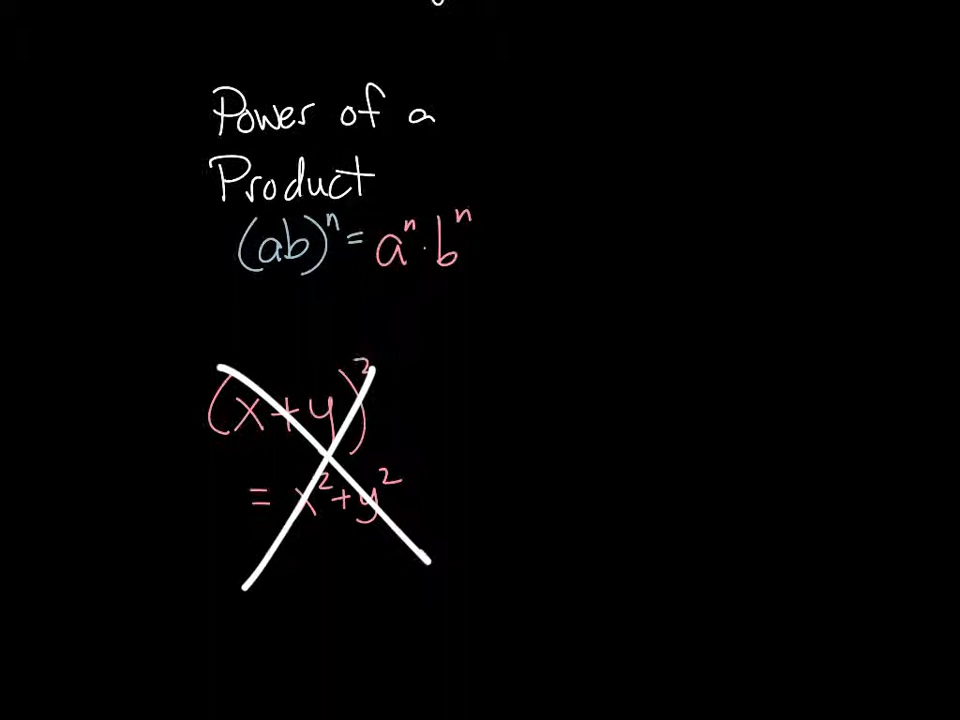 Power of a
Product
(ab)ⁿ = aⁿ · bⁿ
(x+y)²
= x²+y²